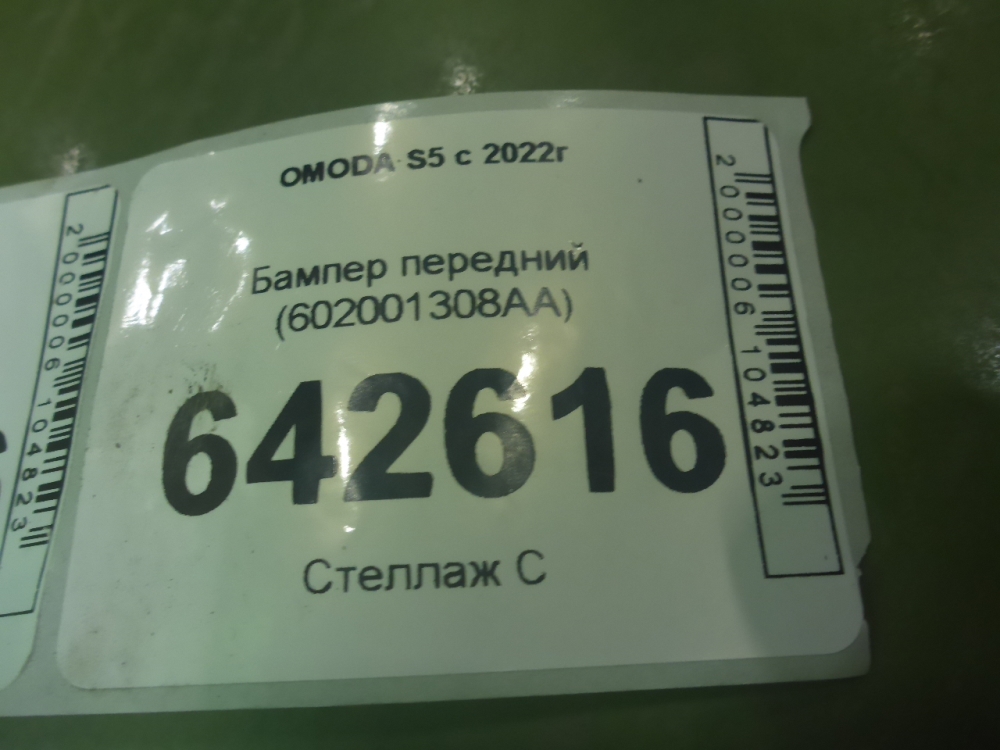 OMODA S5 с 2022г
Бампер передний
(602001308AA)
642616
Стеллаж С
2000006104823
2000006104823